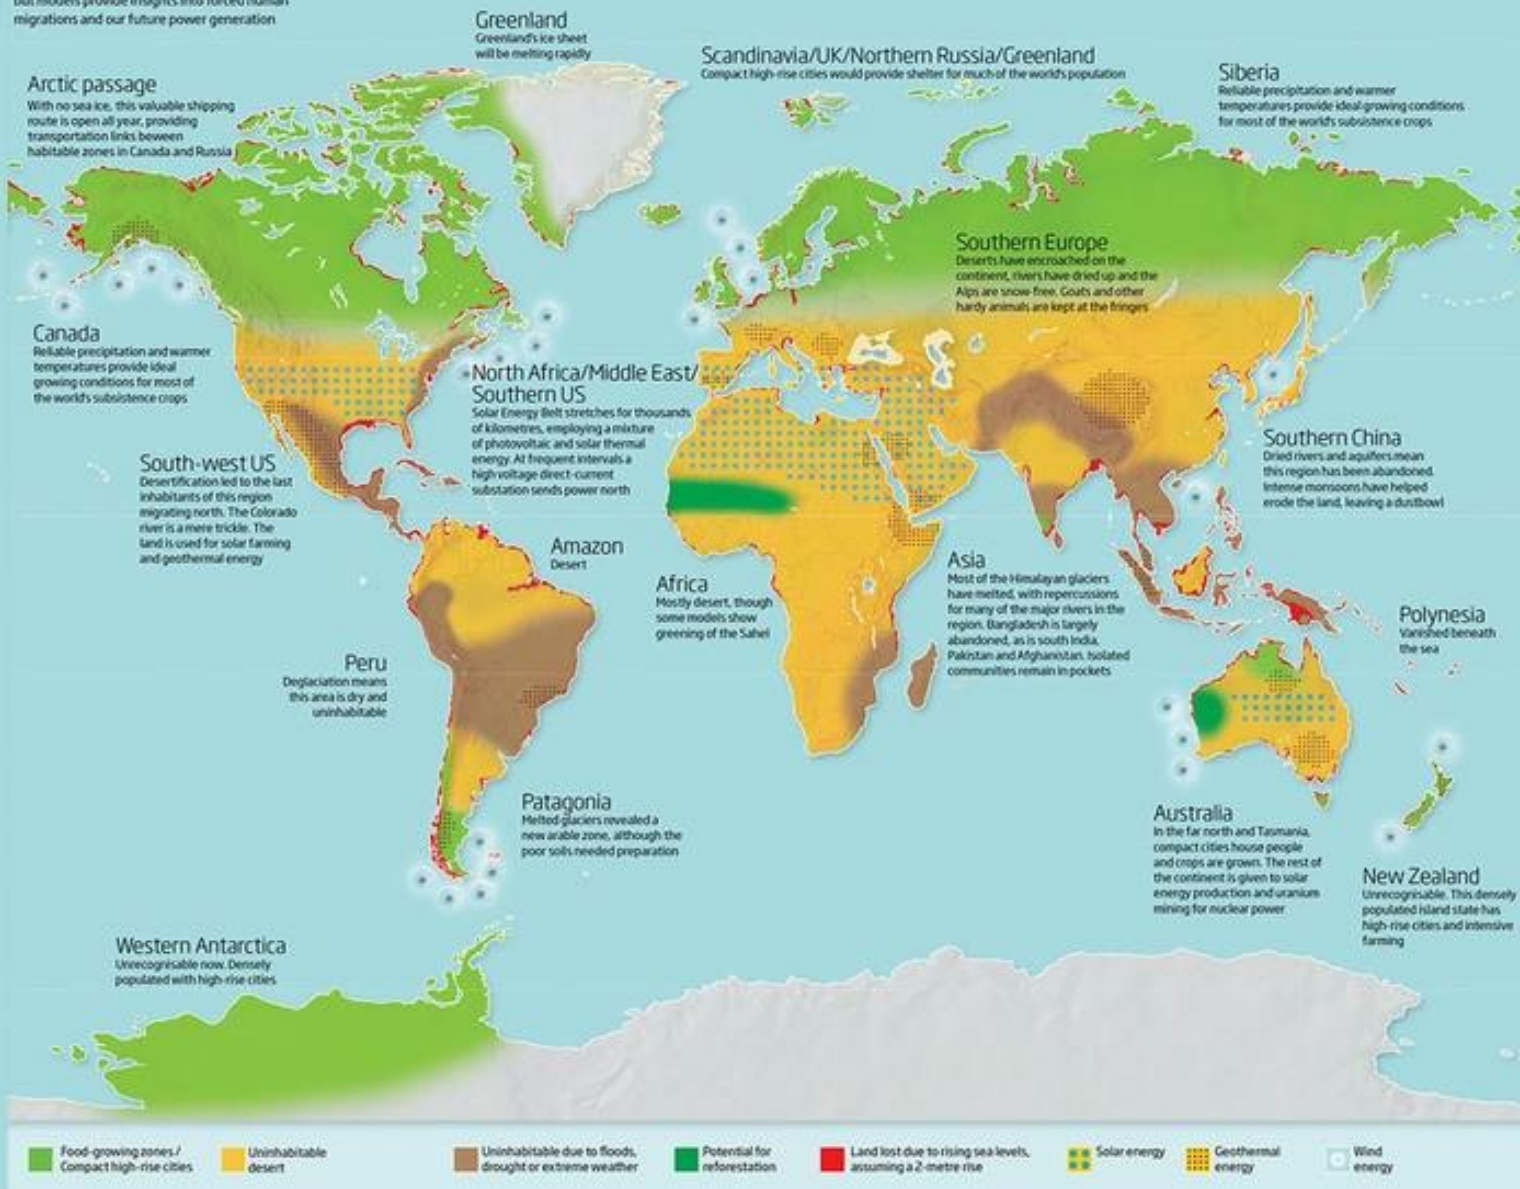 but models provide insights into forced human
migrations and our future power generation
Greenland
Greenland's ice sheet
will be melting rapidly
Scandinavia/UK/Northern Russia/Greenland
Compact high-rise cities would provide shelter for much of the world's population
Siberia
Reliable precipitation and warmer
temperatures provide ideal growing conditions
for most of the world's subsistence crops
Arctic passage
With no sea ice, this valuable shipping
route is open all year, providing
transportation links beween
habitable zones in Canada and Russia
Southern Europe
Deserts have encroached on the
continent, rivers have dried up and the
Alps are snow-free. Goats and other
hardy animals are kept at the fringes
Canada
Reliable precipitation and warmer
temperatures provide ideal
growing conditions for most of
the world's subsistence crops
North Africa/Middle East/
Southern US
Solar Energy Belt stretches for thousands
of kilometres, employing a mixture
of photovoltaic and solar thermal
energy. At frequent intervals a
high voltage direct-current
substation sends power north
South-west US
Desertification led to the last
inhabitants of this region
migrating north. The Colorado
river is a mere trickle. The
land is used for solar farming
and geothermal energy
Southern China
Dried rivers and aquifers mean
this region has been abandoned.
Intense monsoons have helped
erode the land, leaving a dustbowl
Amazon
Desert
Africa
Mostly desert, though
some models show
greening of the Sahel
Asia
Most of the Himalayan glaciers
have melted, with repercussions
for many of the major rivers in the
region. Bangladesh is largely
abandoned, as is south India,
Pakistan and Afghanistan. Isolated
communities remain in pockets
Polynesia
Vanished beneath
the sea
Peru
Deglaciation means
this area is dry and
uninhabitable
Patagonia
Melted glaciers revealed a
new arable zone, although the
poor soils needed preparation
Australia
In the far north and Tasmania,
compact cities house people
and crops are grown. The rest of
the continent is given to solar
energy production and uranium
mining for nuclear power
New Zealand
Unrecognisable. This densely
populated island state has
high-rise cities and intensive
farming
Western Antarctica
Unrecognisable now. Densely
populated with high-rise cities
Food-growing zones/
Compact high-rise cities
Uninhabitable
desert
Uninhabitable due to floods,
drought or extreme weather
Potential for
reforestation
Land lost due to rising sea levels,
assuming a 2-metre rise
Solar energy
Geothermal
energy
Wind
energy